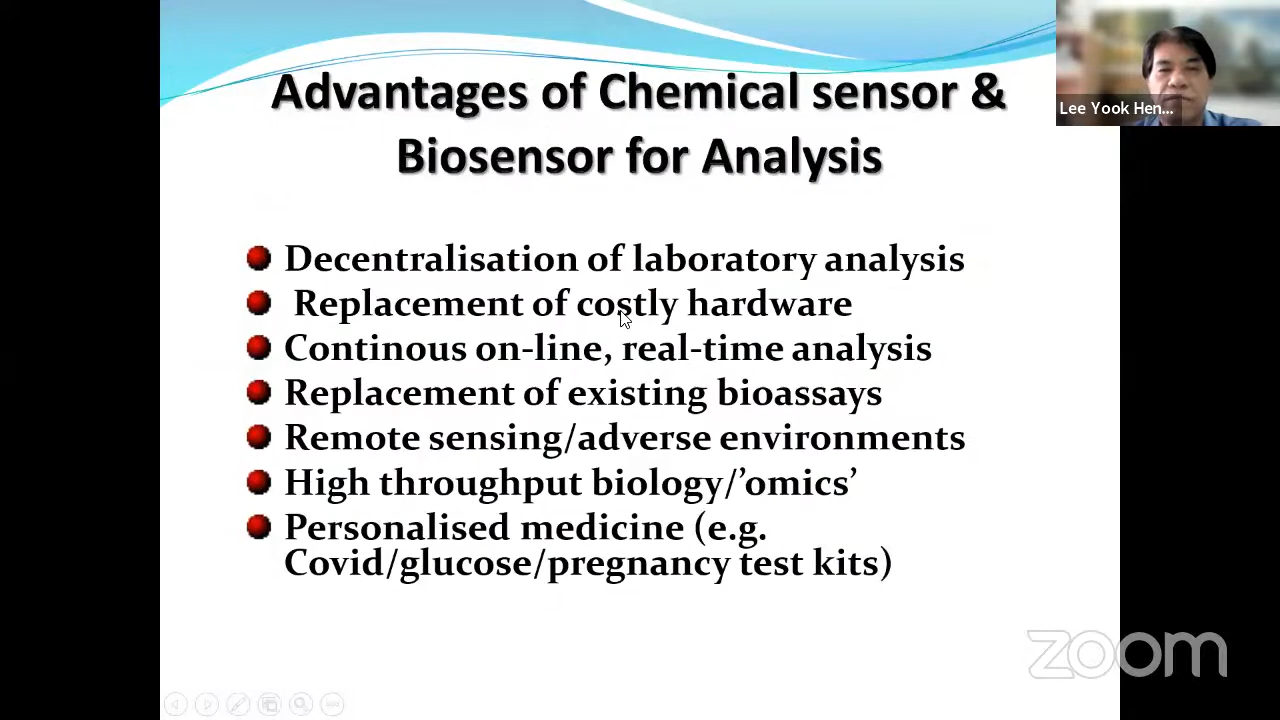 Advantages of Chemical sensor &
Biosensor for Analysis
Lee Yook Hen...
Decentralisation of laboratory analysis
Replacement of costly hardware
Continous on-line, real-time analysis
Replacement of existing bioassays
Remote sensing/adverse environments
High throughput biology/’omics’
Personalised medicine (e.g.
Covid/glucose/pregnancy test kits)
zoom